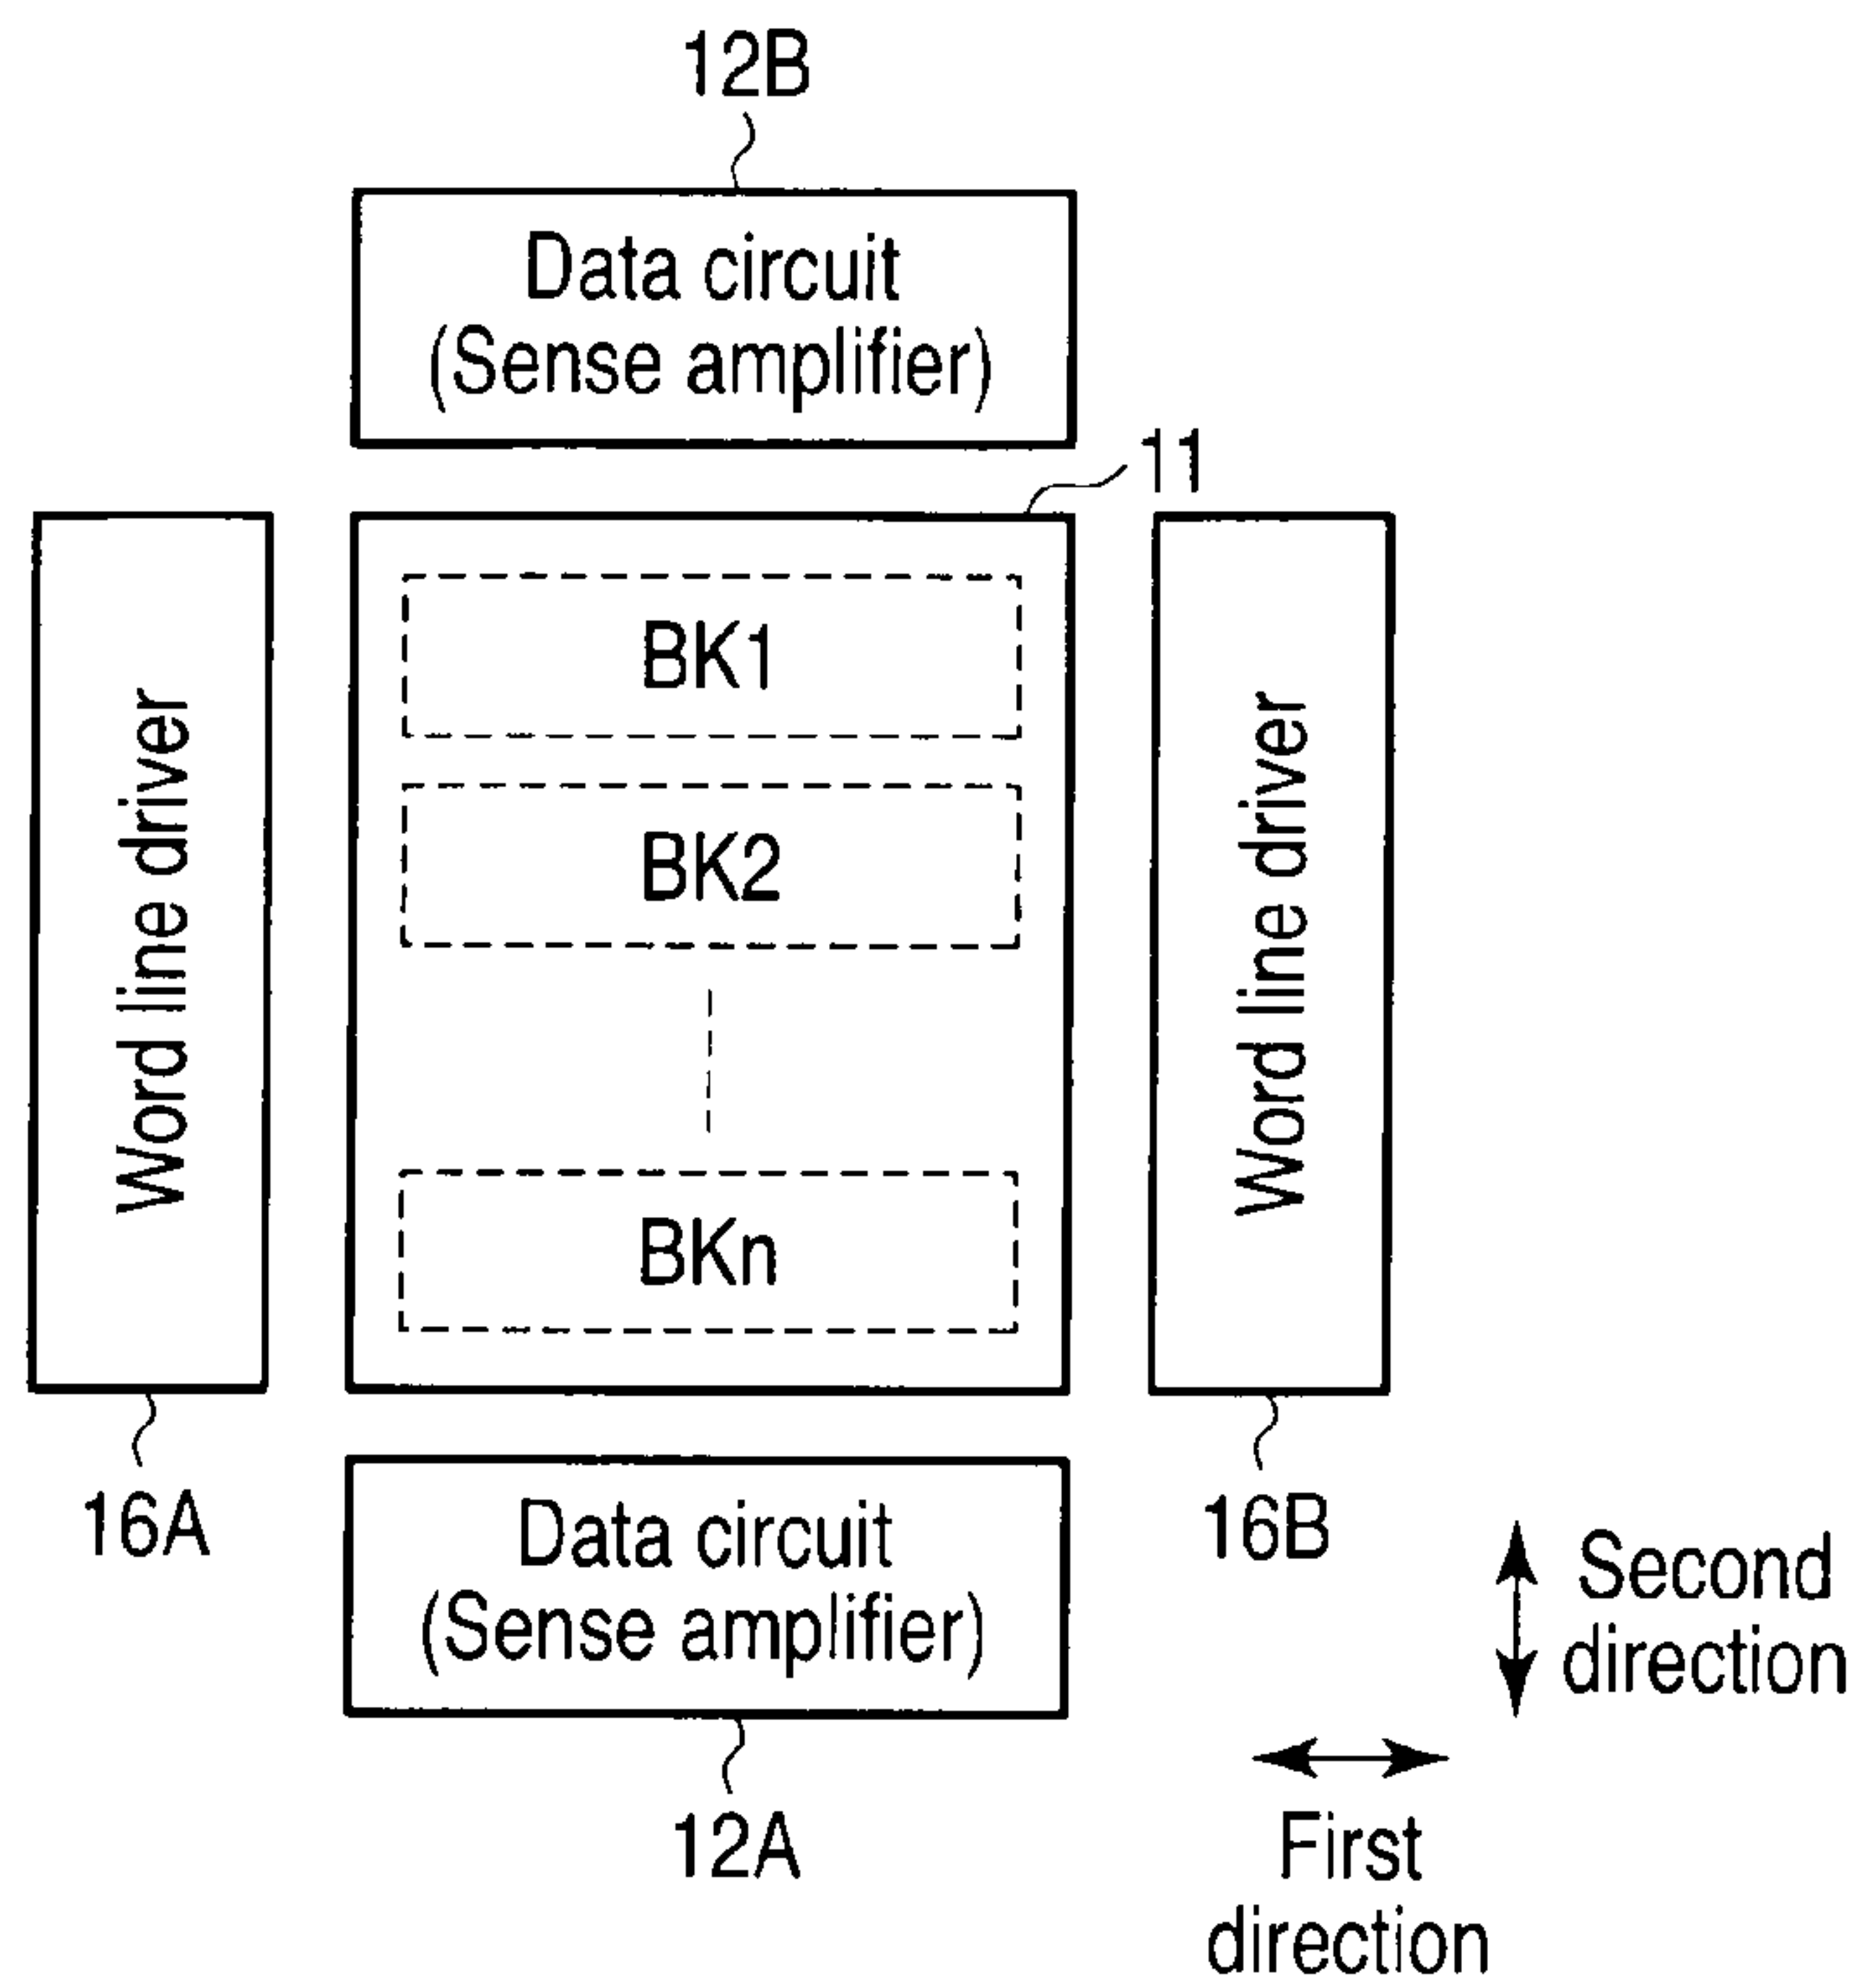 12B
Data circuit
(Sense amplifier)
11
Word line driver
BK1
BK2
BKn
Word line driver
16A
16B
Data circuit
(Sense amplifier)
12A
Second
direction
First
direction